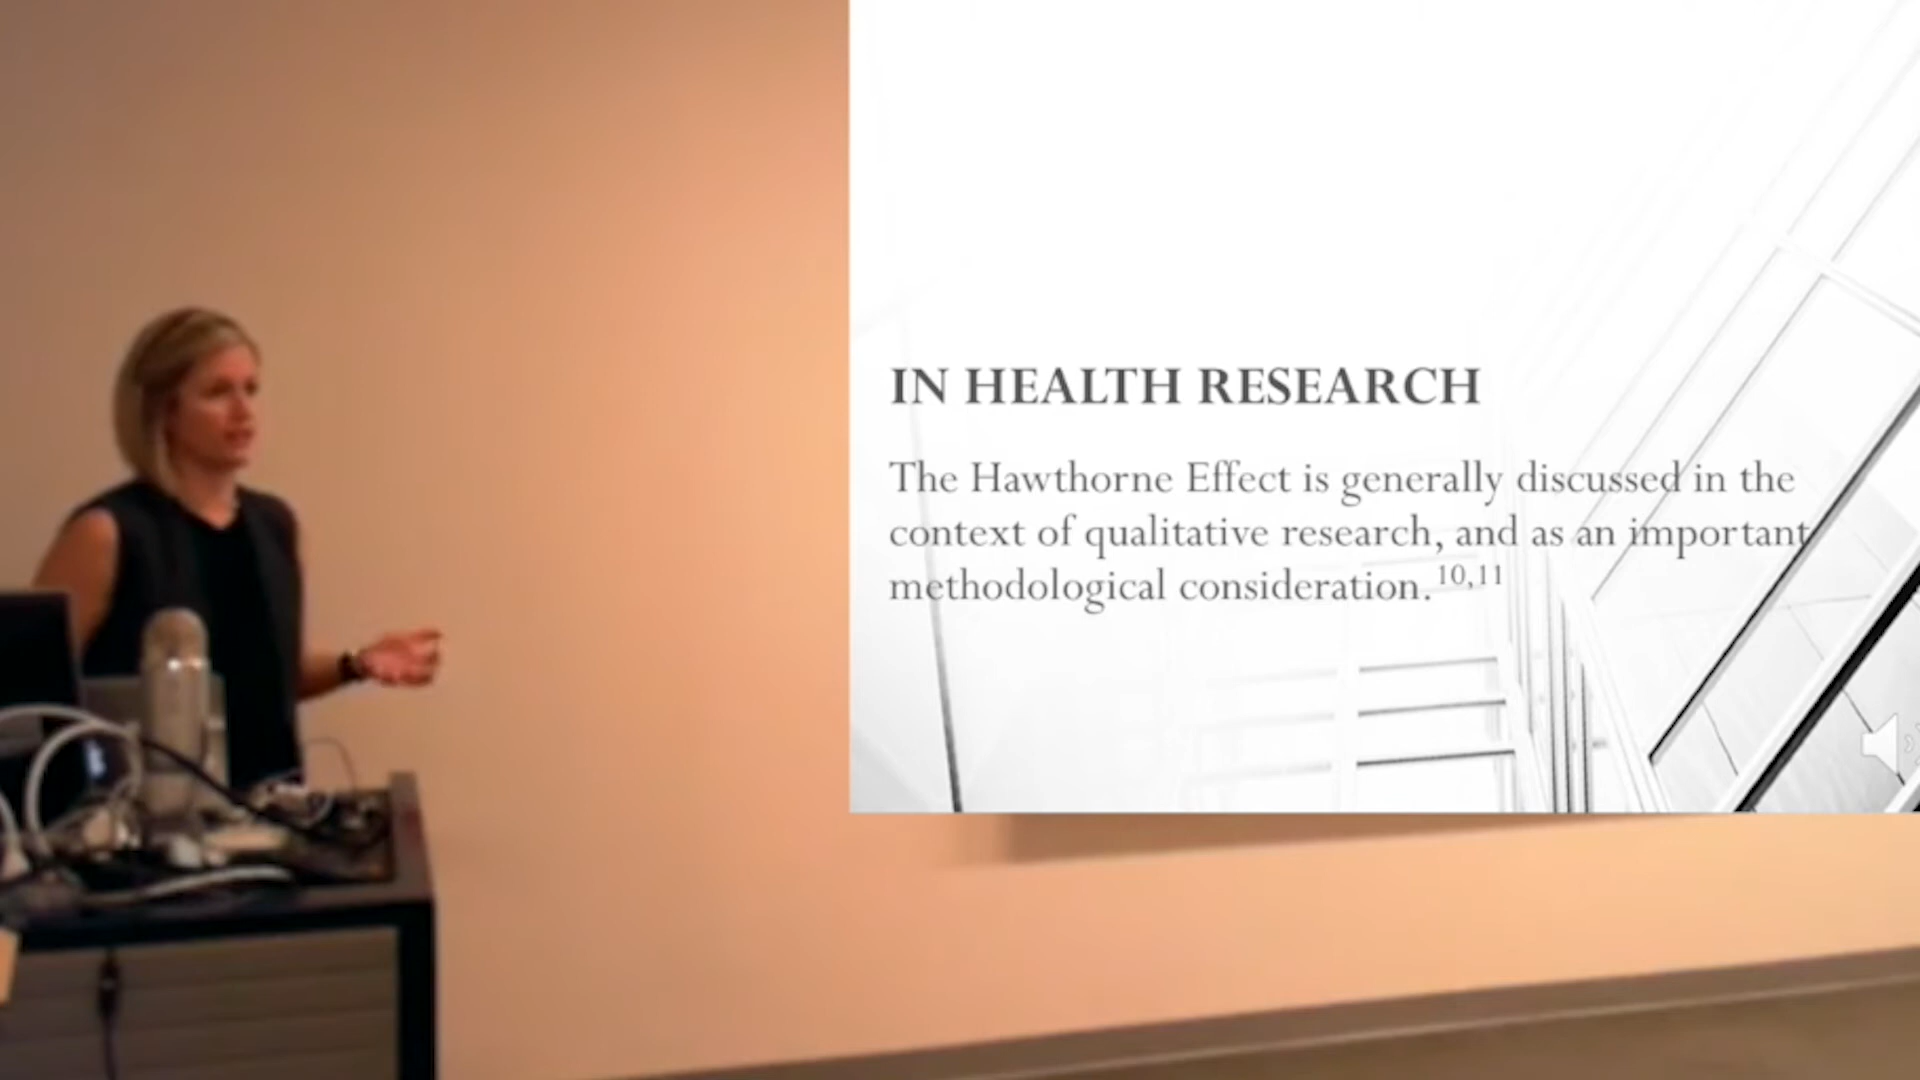 IN HEALTH RESEARCH
The Hawthorne Effect is generally discussed in the
context of qualitative research, and as an important
methodological consideration.10,11